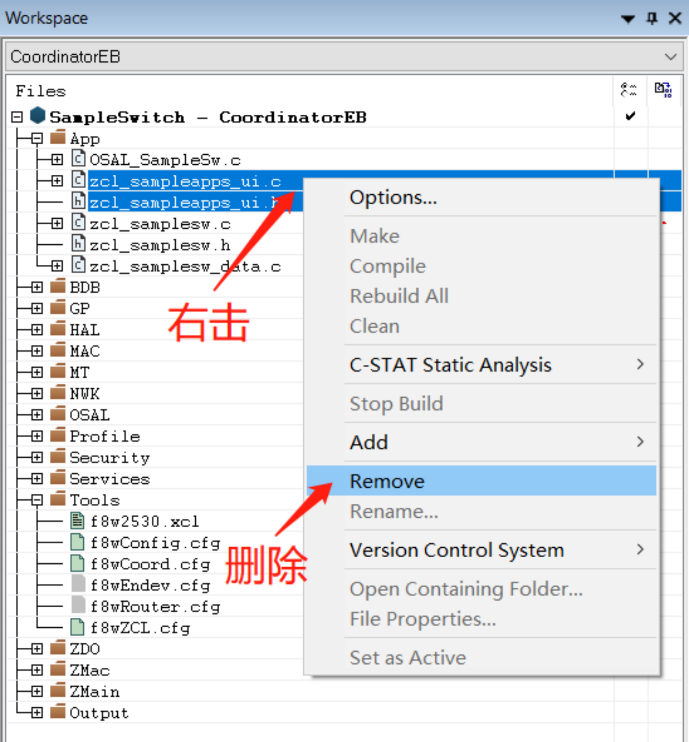 Workspace
CoordinatorEB
Files
SampleSwitch - CoordinatorEB
App
OSAL_SampleSw.c
zcl_sampleapps_ui.c
zcl_sampleapps_ui.h
zcl_samplesw.c
zcl_samplesw.h
zcl_samplesw_data.c
BDB
GP
HAL
MAC
MT
NWK
OSAL
Profile
Security
Services
Tools
f8w2530.xcl
f8wConfig.cfg
f8wCoord.cfg
f8wEndev.cfg
f8wRouter.cfg
f8wZCL.cfg
ZDO
ZMac
ZMain
Output
右击
Options...
Make
Compile
Rebuild All
Clean
C-STAT Static Analysis
Stop Build
Add
Remove
Rename...
删除
Version Control System
Open Containing Folder...
File Properties...
Set as Active